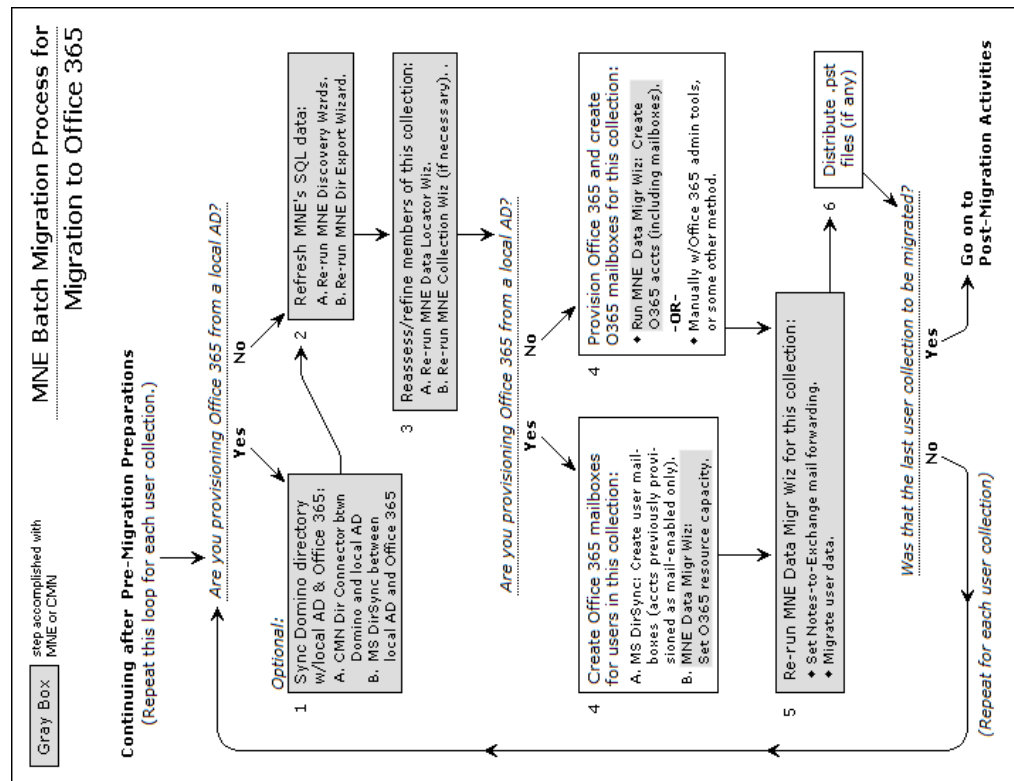 MNE Batch Migration Process for
Migration to Office 365
Gray Box
step accomplished with
MNE or CMN
Continuing after Pre-Migration Preparations
(Repeat this loop for each user collection.)
Are you provisioning Office 365 from a local AD?
Yes
No
Optional:
1
Sync Domino directory
w/local AD & Office 365:
A. CMN Dir Connector btwn
Domino and local AD
B. MS DirSync between
local AD and Office 365
2
Refresh MNE's SQL data:
A. Re-run MNE Discovery Wzrds.
B. Re-run MNE Dir Export Wizard.
3
Reassess/refine members of this collection:
A. Re-run MNE Data Locator Wiz.
B. Re-run MNE Collection Wiz (if necessary). .
Are you provisioning Office 365 from a local AD?
Yes
No
4
Create Office 365 mailboxes
for users in this collection:
A. MS DirSync: Create user mail-
boxes (accts previously provi-
sioned as mail-enabled only).
B. MNE Data Migr Wiz:
Set O365 resource capacity.
4
Provision Office 365 and create
O365 mailboxes for this collection:
♦ Run MNE Data Migr Wiz: Create
O365 accts (including mailboxes).
-OR-
♦ Manually w/Office 365 admin tools,
or some other method.
5
Re-run MNE Data Migr Wiz for this collection:
♦ Set Notes-to-Exchange mail forwarding.
♦ Migrate user data.
6
Distribute .pst
files (if any)
Was that the last user collection to be migrated?
No
Yes
(Repeat for each user collection)
Go on to
Post-Migration Activities